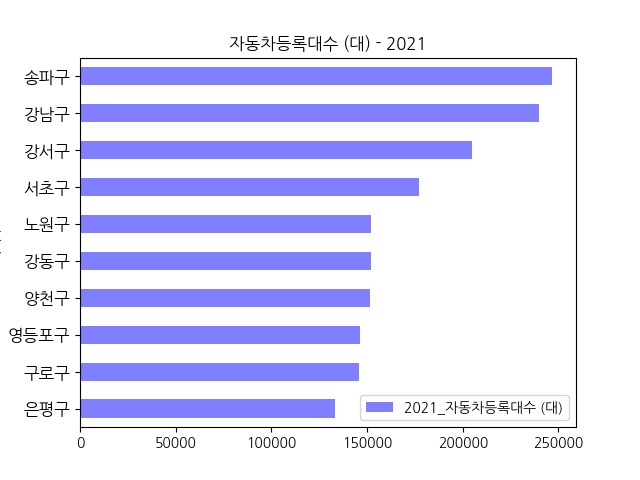 자동차등록대수 (대) - 2021
송파구
강남구
강서구
서초구
노원구
강동구
양천구
영등포구
구로구
은평구
2021_자동차등록대수 (대)
0 50000 100000 150000 200000 250000